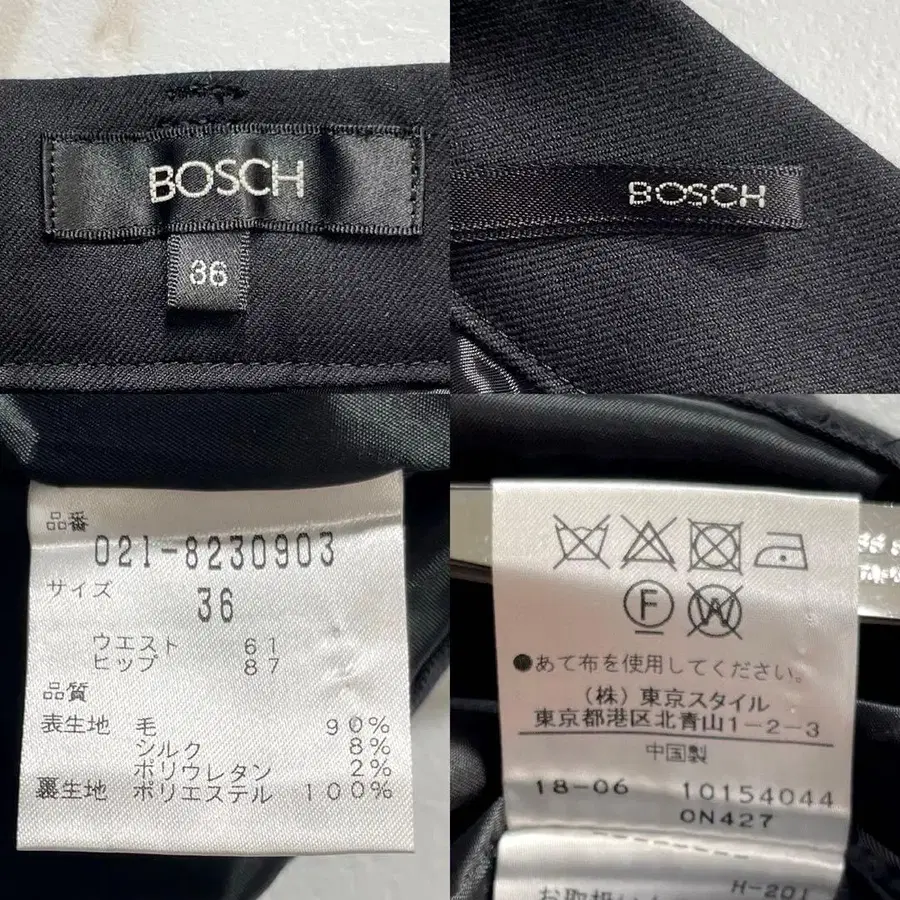 BOSCH
36
BOSCH
品番
021-8230903
サイズ
36
ウエスト 61
ヒップ 87
品質
表生地 毛 90%
シルク 8%
ポリウレタン 2%
裏生地 ポリエステル 100%
F
W
●あて布を使用してください。
(株)東京スタイル
東京都港区北青山1-2-3
中国製
18-06 10154044
0N427
H-201